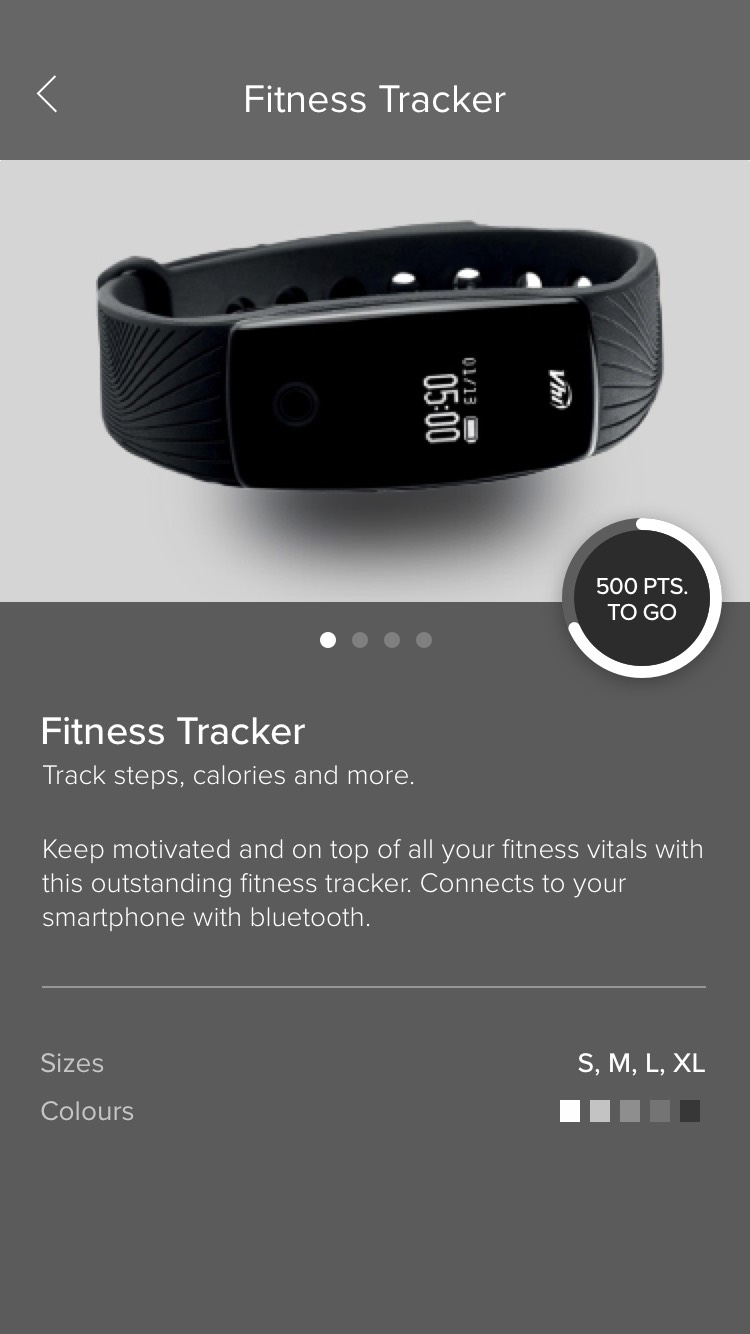 Fitness Tracker
05:00
01/13
Vhi
500 PTS.
TO GO
Fitness Tracker
Track steps, calories and more.
Keep motivated and on top of all your fitness vitals with
this outstanding fitness tracker. Connects to your
smartphone with bluetooth.
Sizes
S, M, L, XL
Colours